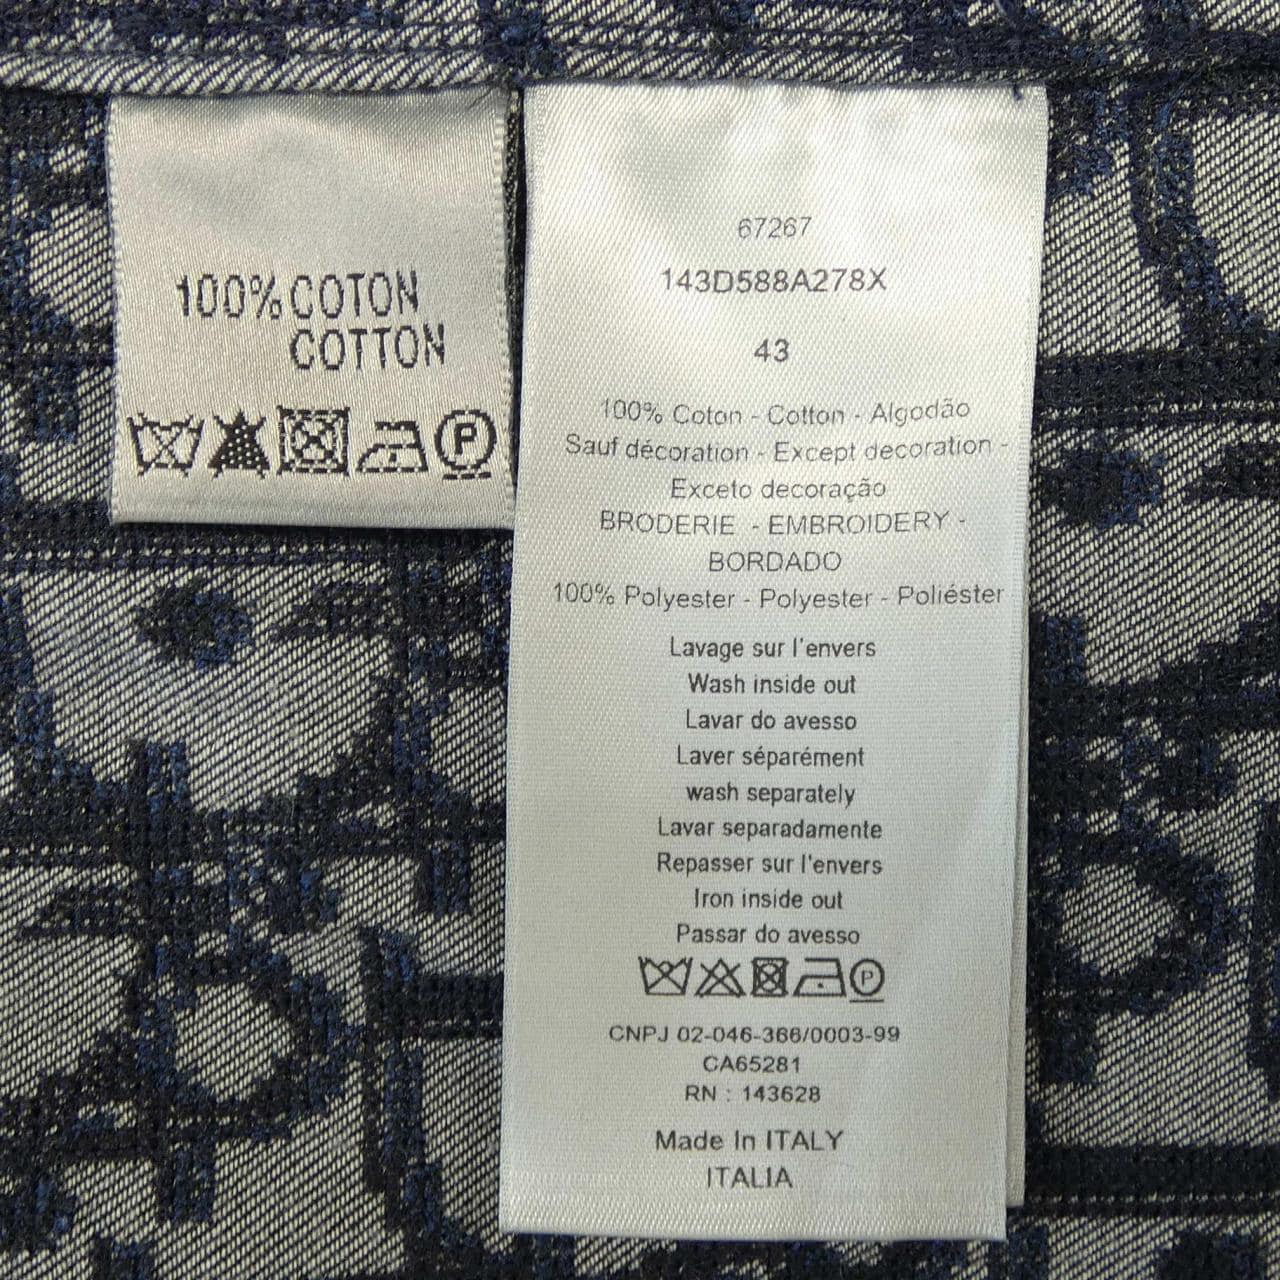 100% COTON
COTTON
P
67267
143D588A278X
43
100% Coton - Cotton - Algodão
Sauf décoration - Except decoration -
Exceto decoração
BRODERIE - EMBROIDERY -
BORDADO
100% Polyester - Polyester - Poliéster
Lavage sur l'envers
Wash inside out
Lavar do avesso
Laver séparément
wash separately
Lavar separadamente
Repasser sur l'envers
Iron inside out
Passar do avesso
P
CNPJ 02-046-366/0003-99
CA65281
RN : 143628
Made In ITALY
ITALIA